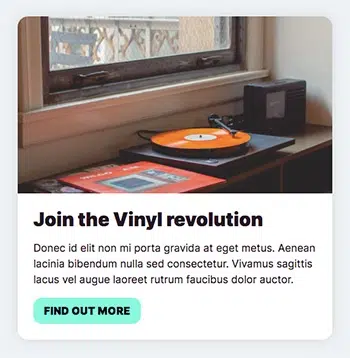 Join the Vinyl revolution
Donec id elit non mi porta gravida at eget metus. Aenean
lacinia bibendum nulla sed consectetur. Vivamus sagittis
lacus vel augue laoreet rutrum faucibus dolor auctor.
FIND OUT MORE